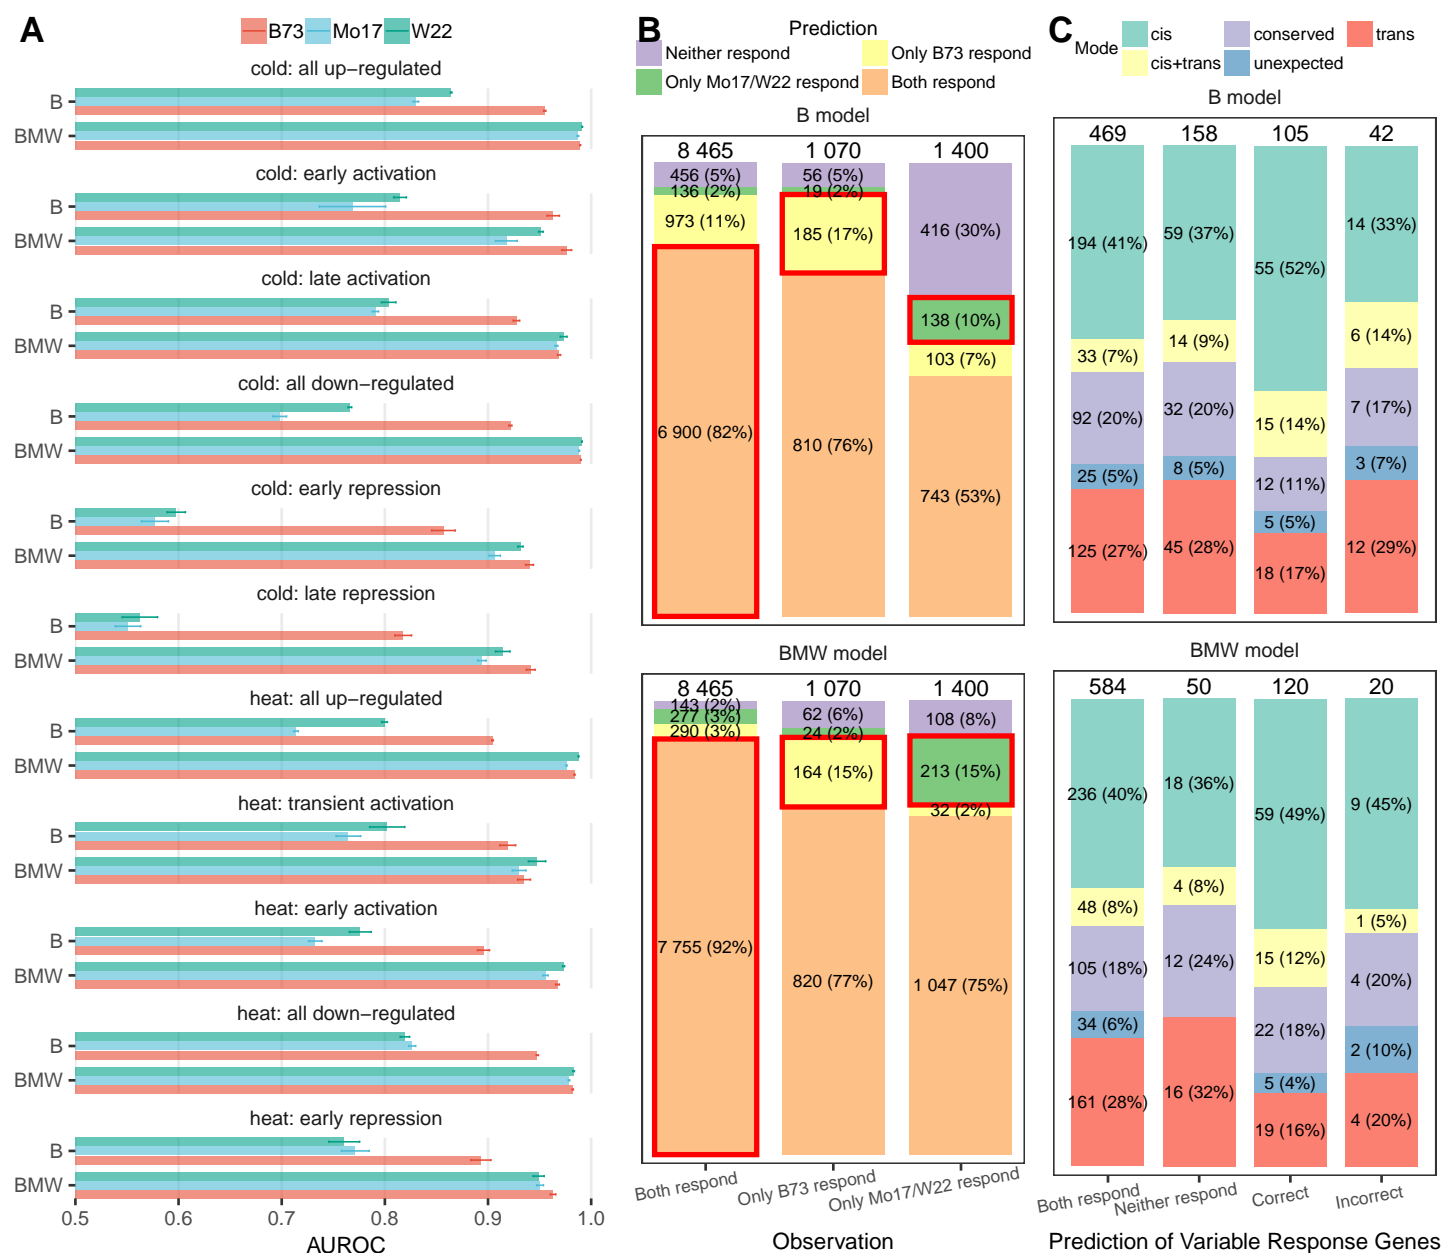 A
B73 Mo17 W22
cold: all up−regulated
B
BMW
cold: early activation
B
BMW
cold: late activation
B
BMW
cold: all down−regulated
B
BMW
cold: early repression
B
BMW
cold: late repression
B
BMW
heat: all up−regulated
B
BMW
heat: transient activation
B
BMW
heat: early activation
B
BMW
heat: all down−regulated
B
BMW
heat: early repression
B
BMW
0.5 0.6 0.7 0.8 0.9 1.0
AUROC
B
Prediction
Neither respond Only B73 respond
Only Mo17/W22 respond Both respond
B model
8 465 1 070 1 400
456 (5%)
136 (2%)
973 (11%)
6 900 (82%)
56 (5%)
19 (2%)
185 (17%)
810 (76%)
416 (30%)
138 (10%)
103 (7%)
743 (53%)
BMW model
8 465 1 070 1 400
143 (2%)
277 (3%)
290 (3%)
7 755 (92%)
62 (6%)
24 (2%)
164 (15%)
820 (77%)
108 (8%)
213 (15%)
32 (2%)
1 047 (75%)
Both respond Only B73 respond Only Mo17/W22 respond
Observation
C
Mode
cis conserved trans
cis+trans unexpected
B model
469 158 105 42
194 (41%)
33 (7%)
92 (20%)
25 (5%)
125 (27%)
59 (37%)
14 (9%)
32 (20%)
8 (5%)
45 (28%)
55 (52%)
15 (14%)
12 (11%)
5 (5%)
18 (17%)
14 (33%)
6 (14%)
7 (17%)
3 (7%)
12 (29%)
BMW model
584 50 120 20
236 (40%)
48 (8%)
105 (18%)
34 (6%)
161 (28%)
18 (36%)
4 (8%)
12 (24%)
16 (32%)
59 (49%)
15 (12%)
22 (18%)
5 (4%)
19 (16%)
9 (45%)
1 (5%)
4 (20%)
2 (10%)
4 (20%)
Both respond Neither respond Correct Incorrect
Prediction of Variable Response Genes